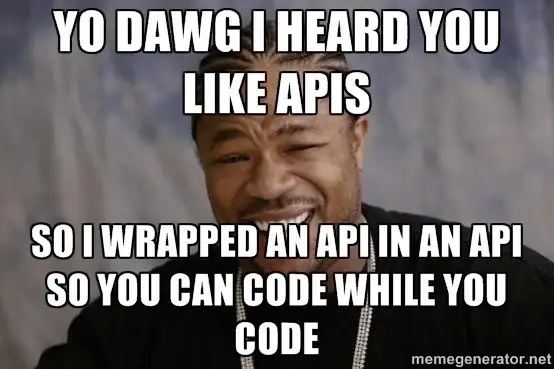 YO DAWG I HEARD YOU
LIKE APIS
SO I WRAPPED AN API IN AN API
SO YOU CAN CODE WHILE YOU
CODE
memegenerator.net